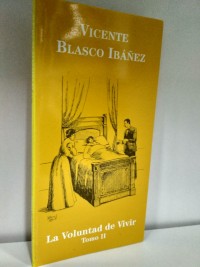 VICENTE
BLASCO IBÁÑEZ
La Voluntad de Vivir
Tomo II